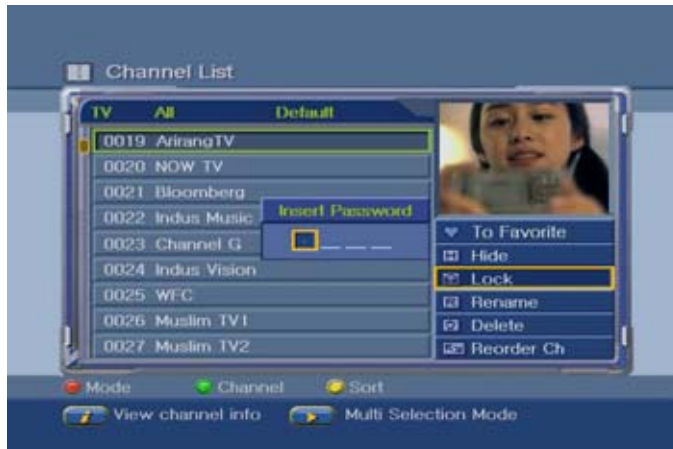 Channel List
TV All Default
0019 ArirangTV
0020 NOW TV
0021 Bloomberg
0022 Indus Music
0023 Channel G
0024 Indus Vision
0025 WFC
0026 Muslim TV1
0027 Muslim TV2
Insert Password
To Favorite
Hide
Lock
Rename
Delete
Reorder Ch
Mode Channel Sort
i View channel info Multi Selection Mode